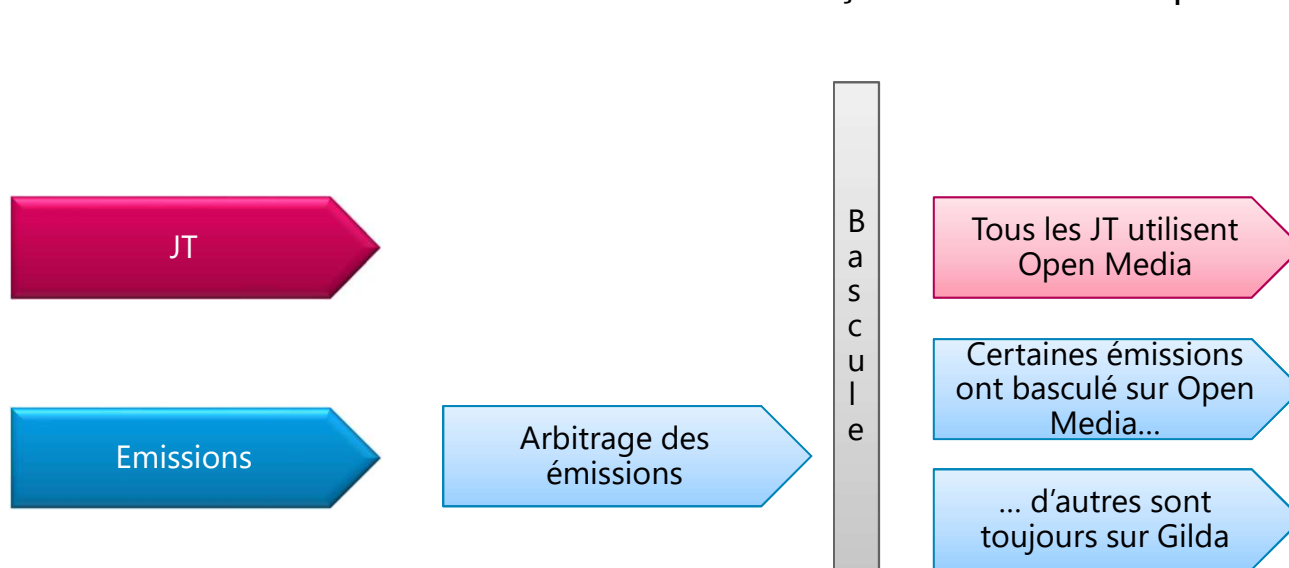 JT
B
a
s
c
u
l
e
Tous les JT utilisent
Open Media
Certaines émissions
ont basculé sur Open
Media...
Emissions
Arbitrage des
émissions
... d'autres sont
toujours sur Gilda